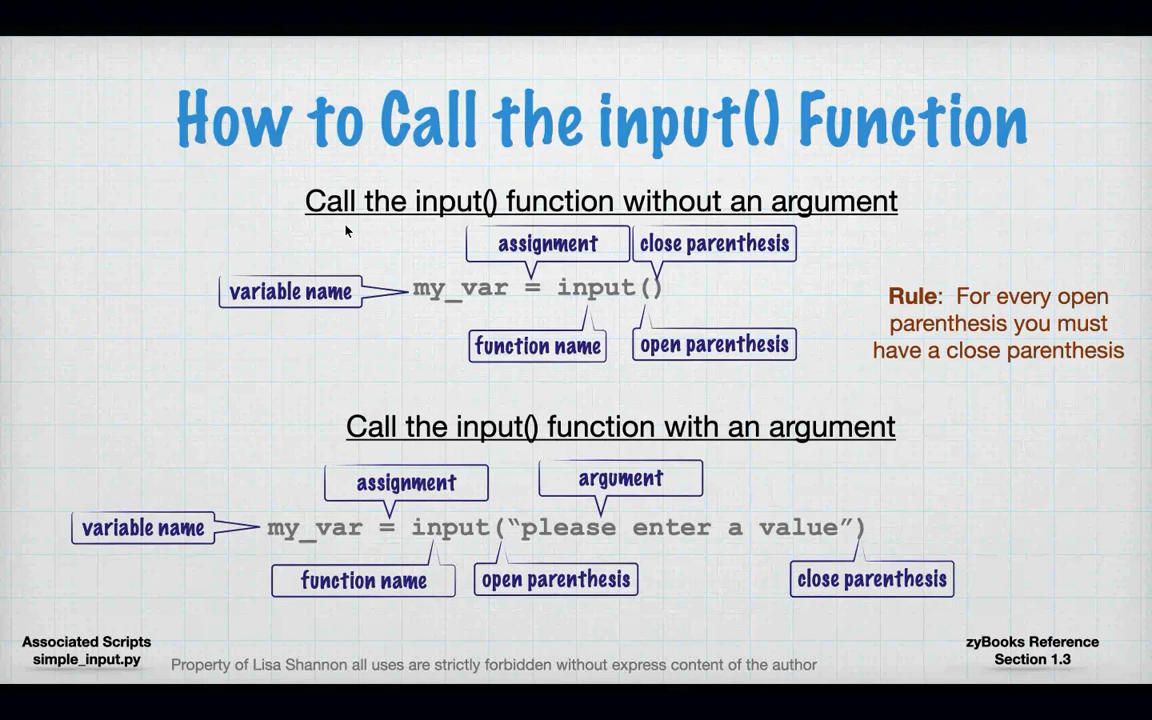 How to Call the input() Function
Call the input() function without an argument
assignment
close parenthesis
variable name
my_var = input()
function name
open parenthesis
Rule: For every open
parenthesis you must
have a close parenthesis
Call the input() function with an argument
assignment
argument
variable name
my_var = input(“please enter a value”)
function name
open parenthesis
close parenthesis
Associated Scripts
simple_input.py
Property of Lisa Shannon all uses are strictly forbidden without express content of the author
zyBooks Reference
Section 1.3